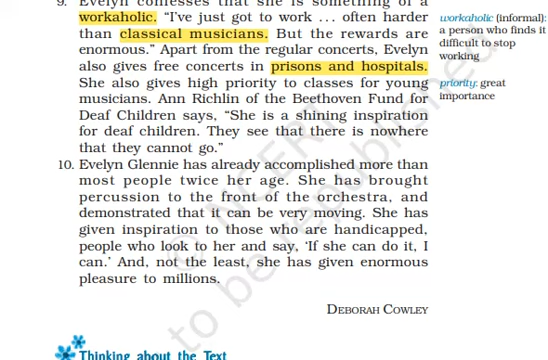 9. Evelyn confesses that she is something of a
workaholic. “I’ve just got to work . . . often harder
than classical musicians. But the rewards are
enormous.” Apart from the regular concerts, Evelyn
also gives free concerts in prisons and hospitals.
She also gives high priority to classes for young
musicians. Ann Richlin of the Beethoven Fund for
Deaf Children says, “She is a shining inspiration
for deaf children. They see that there is nowhere
that they cannot go.”
workaholic (informal):
a person who finds it
difficult to stop
working
priority: great
importance
10. Evelyn Glennie has already accomplished more than
most people twice her age. She has brought
percussion to the front of the orchestra, and
demonstrated that it can be very moving. She has
given inspiration to those who are handicapped,
people who look to her and say, ‘If she can do it, I
can.’ And, not the least, she has given enormous
pleasure to millions.
DEBORAH COWLEY
Thinking about the Text
© NCERT
to be republished